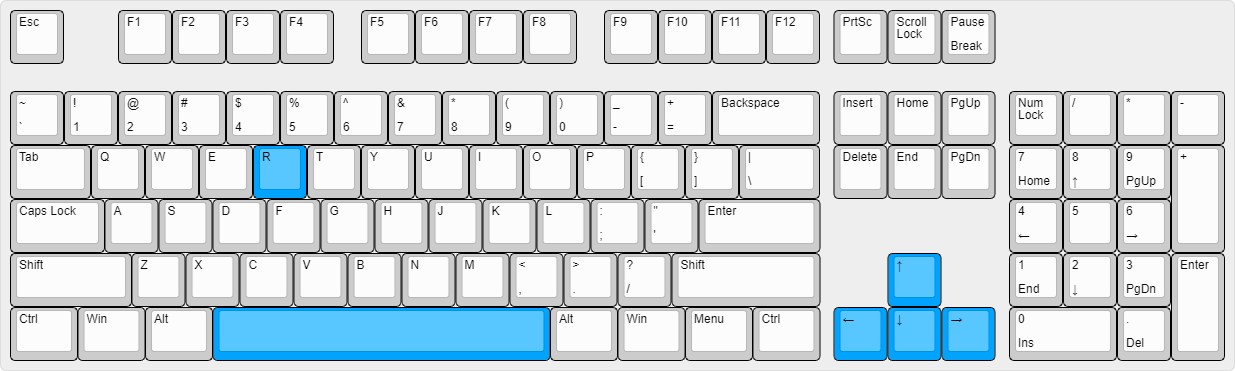 Esc F1 F2 F3 F4 F5 F6 F7 F8 F9 F10 F11 F12 PrtSc Scroll Pause
Lock
Break
~ ! @ # $ % ^ & * ( ) _ + Backspace Insert Home PgUp Num / * -
Lock
` 1 2 3 4 5 6 7 8 9 0 - =
Tab Q W E R T Y U I O P { } | Delete End PgDn 7 8 9 +
[ ] \ Home ↑ PgUp
Caps Lock A S D F G H J K L : " Enter 4 5 6
; ' ← →
Shift Z X C V B N M < > ? Shift ↑ 1 2 3 Enter
, . / End ↓ PgDn
Ctrl Win Alt Alt Win Menu Ctrl ← ↓ → 0 .
Ins Del